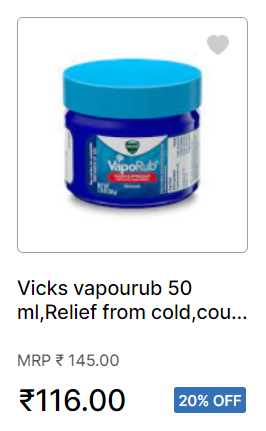 VICKS
VapoRub
Vicks vapourub 50
ml,Relief from cold,cou...
MRP ₹ 145.00
₹116.00
20% OFF